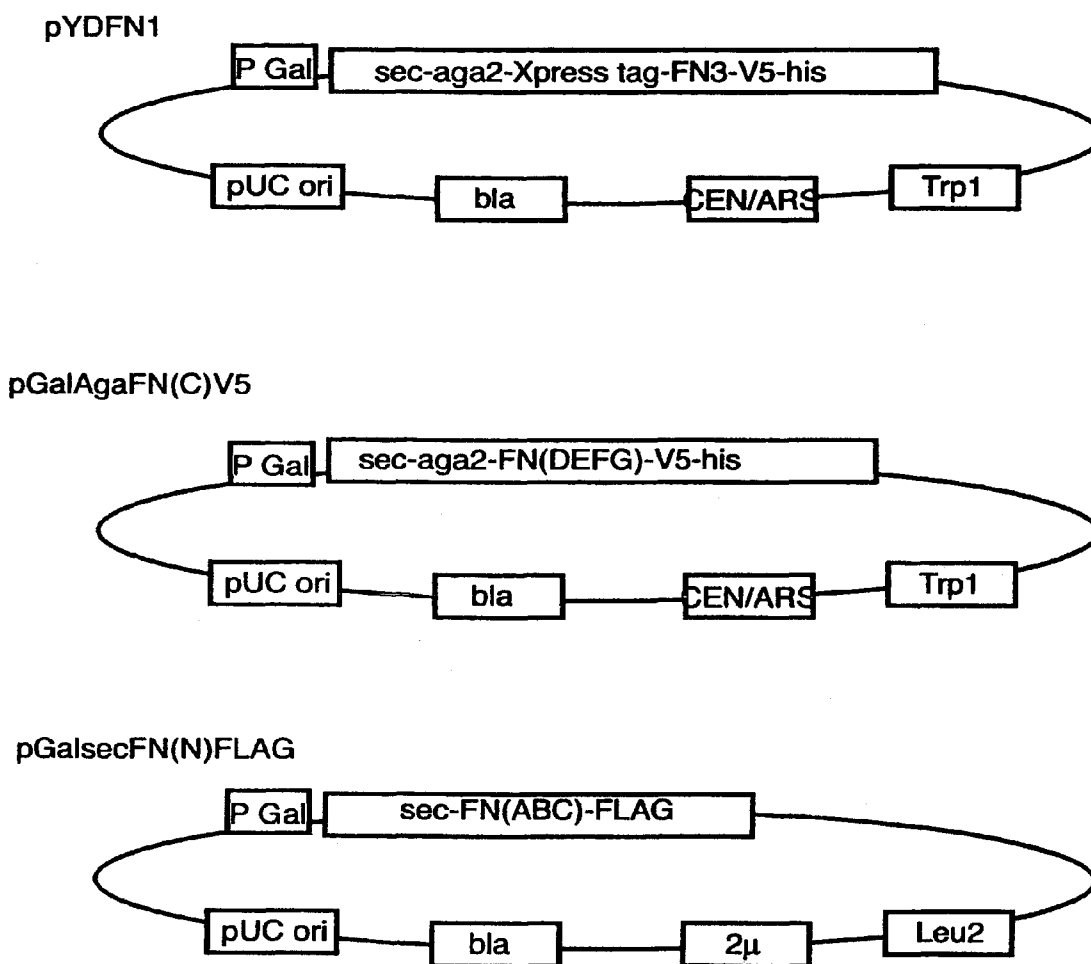 pYDFN1
P Gal
sec-aga2-Xpress tag-FN3-V5-his
pUC ori
bla
CEN/ARS
Trp1
pGalAgaFN(C)V5
P Gal
sec-aga2-FN(DEFG)-V5-his
pUC ori
bla
CEN/ARS
Trp1
pGalsecFN(N)FLAG
P Gal
sec-FN(ABC)-FLAG
pUC ori
bla
2μ
Leu2